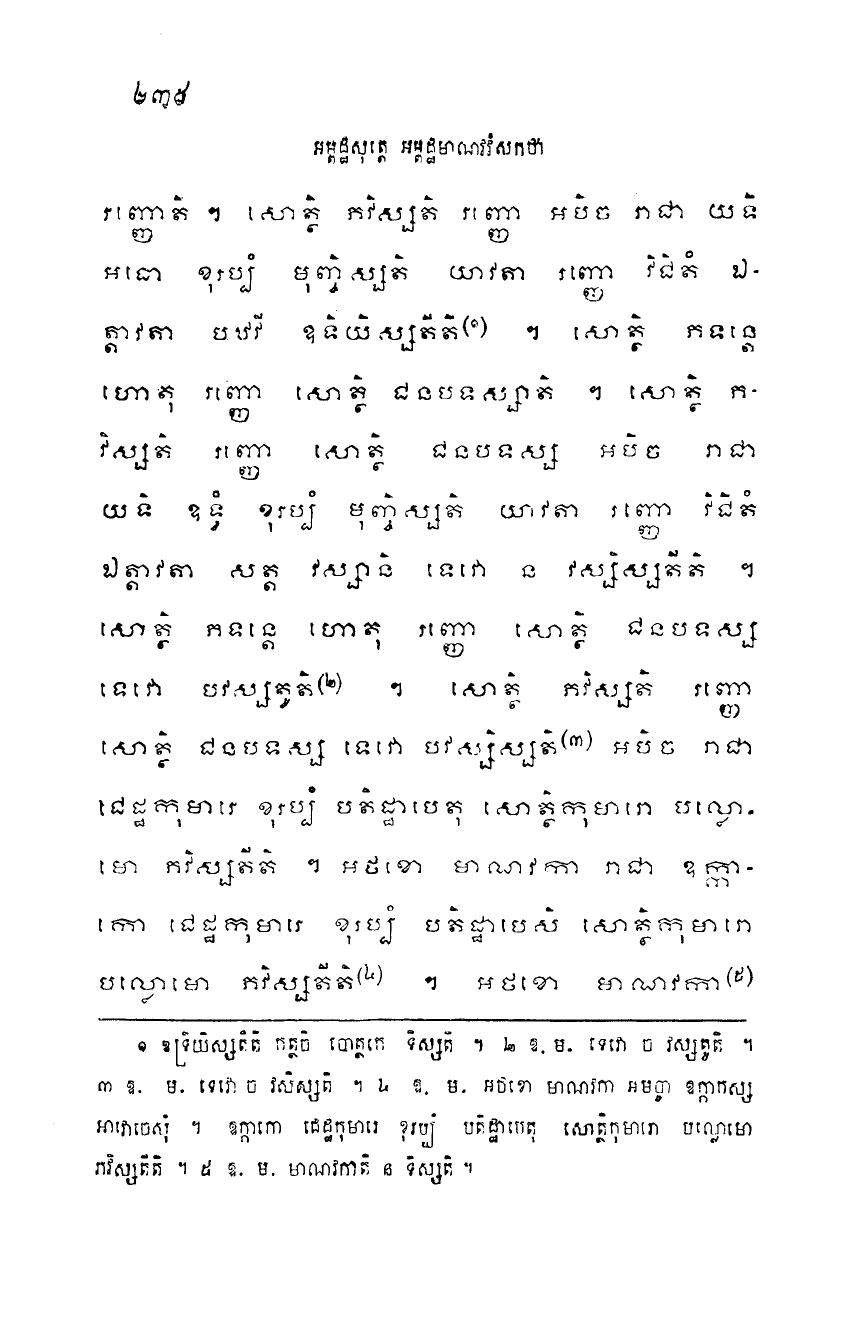 ២៣៥
អម្ពដ្ឋសុត្តេ អម្ពដ្ឋមាណវវំសកថា
រញ្ញោតិ ។ សោត្ថិ ភវិស្សតិ រញ្ញោ អបិច រាជា យទិ
អធោ ខុរប្បំ មុញ្ចិស្សតិ យាវតា រញ្ញោ វិជិតំ ឯ-
ត្តាវតា បឋវី ឧទ្រិយិស្សតីតិ(១) ។ សោត្ថិ ភទន្តេ
ហោតុ រញ្ញោ សោត្ថិ ជនបទស្សាតិ ។ សោត្ថិ ភ-
វិស្សតិ រញ្ញោ សោត្ថិ ជនបទស្ស អបិច រាជា
យទិ ឧទ្ធំ ខុរប្បំ មុញ្ចិស្សតិ យាវតា រញ្ញោ វិជិតំ
ឯត្តាវតា សត្ត វស្សានិ ទេវោ ន វស្សិស្សតីតិ ។
សោត្ថិ ភទន្តេ ហោតុ រញ្ញោ សោត្ថិ ជនបទស្ស
ទេវោ បវស្សតូតិ(២) ។ សោត្ថិ ភវិស្សតិ រញ្ញោ
សោត្ថិ ជនបទស្ស ទេវោ បវស្សិស្សតិ(៣) អបិច រាជា
ជេដ្ឋកុមារេ ខុរប្បំ បតិដ្ឋាបេតុ សោត្ថិកុមារោ បល្លោ-
មោ ភវិស្សតីតិ ។ អថខោ មាណវកា រាជា ឧក្កា-
កោ ជេដ្ឋកុមារេ ខុរប្បំ បតិដ្ឋាបេសិ សោត្ថិកុមារោ
បល្លោមោ ភវិស្សតីតិ(៤) ។ អថខោ មាណវកា(៥)
១ ឧទ្រីយិស្សតីតិ កត្ថចិ បោត្ថកេ ទិស្សតិ ។ ២ ឱ. ម. ទេវោ ច វស្សតូតិ ។
៣ ឱ. ម. ទេវោ ច វសិស្សតិ ។ ៤ ឱ. ម. អថខោ មាណវកា អមច្ចា ឧក្កាកស្ស
អារោចេសុំ ។ ឧក្កាកោ ជេដ្ឋកុមារេ ខុរប្បំ បតិដ្ឋាបេតុ សោត្ថិកុមារោ បល្លោមោ
ភវិស្សតីតិ ។ ៥ ឱ. ម. មាណវកាតិ ន ទិស្សតិ ។